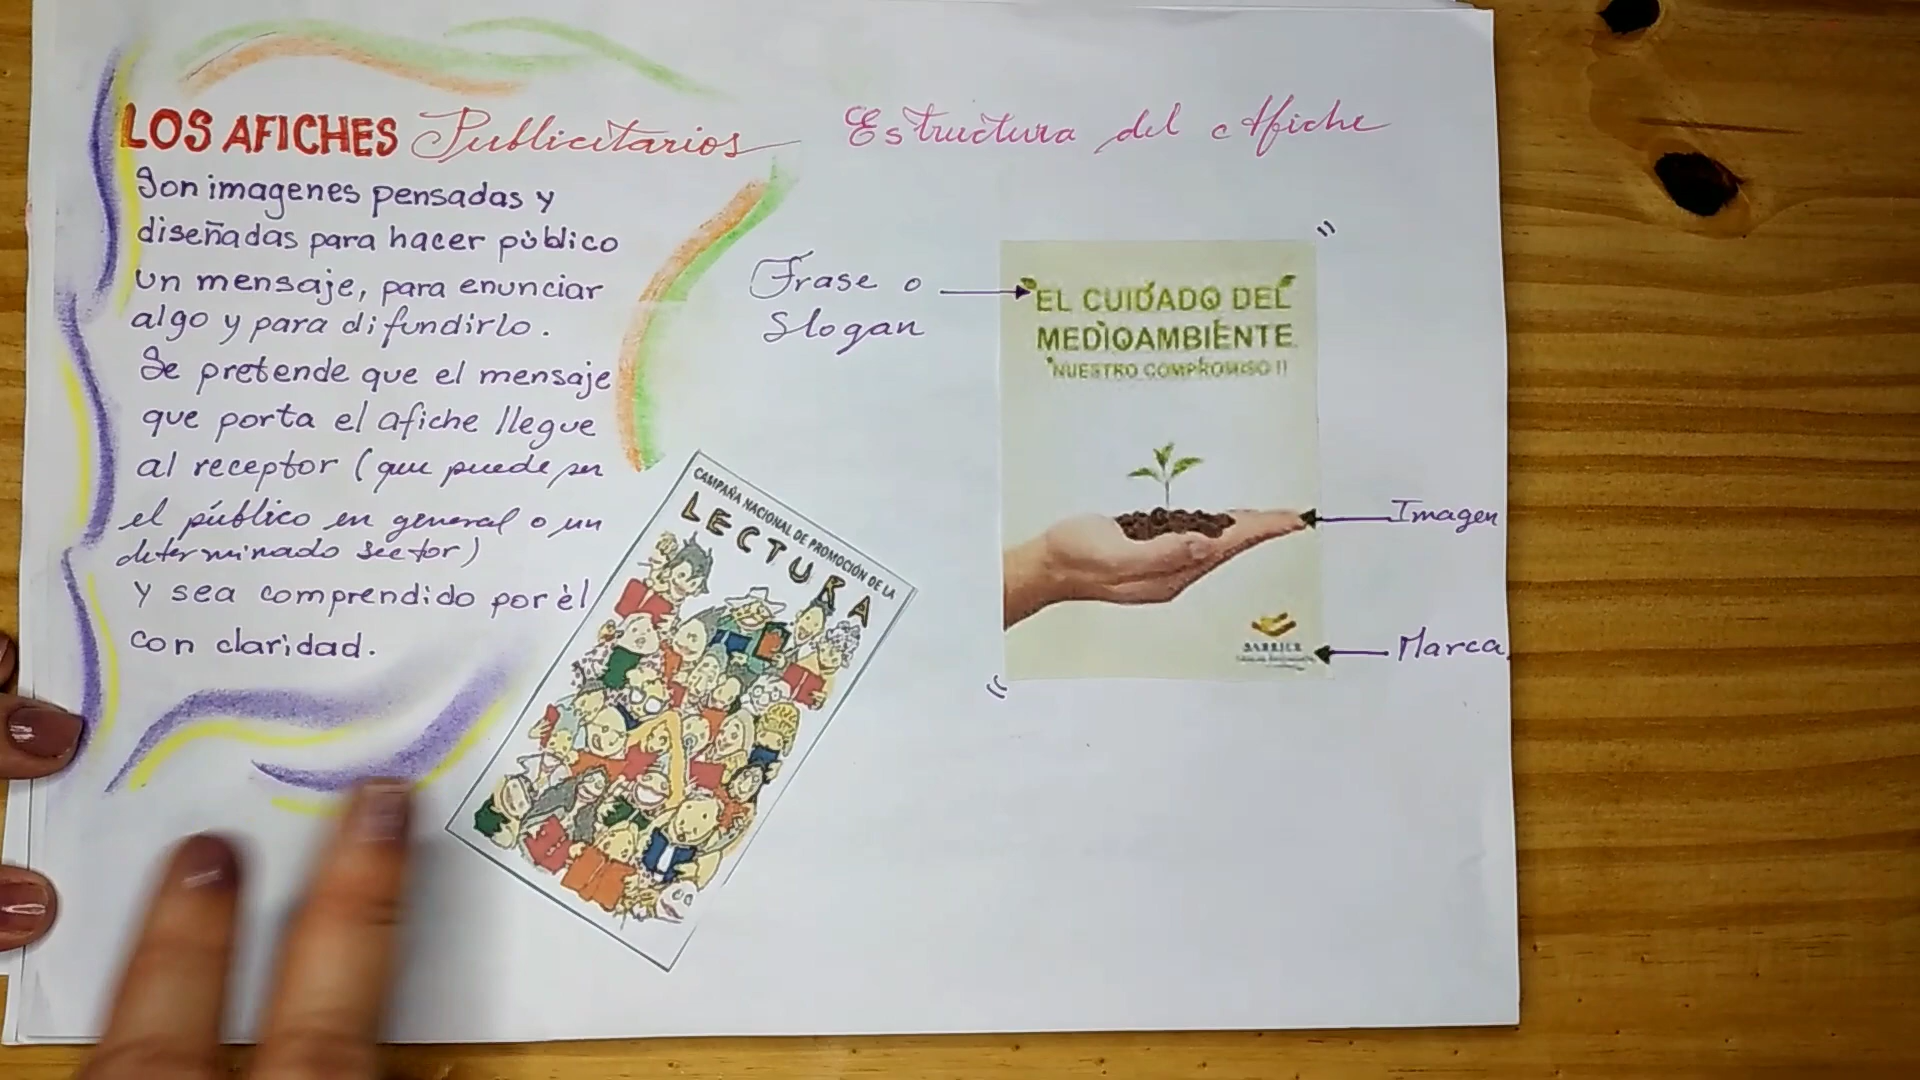 LOS AFICHES Publicitarios
Son imagenes pensadas y
diseñadas para hacer público
un mensaje, para enunciar
algo y para difundirlo.
Se pretende que el mensaje
que porta el afiche llegue
al receptor (que puede ser
el público en general o un
determinado sector)
Y sea comprendido por èl
con claridad.
CAMPAÑA NACIONAL DE PROMOCIÓN DE LA
LECTURA
Estructura del Afiche
Frase o
Slogan
EL CUIDADO DEL
MEDIOAMBIENTE
NUESTRO COMPROMISO !!
Imagen
BARRICK
Marca